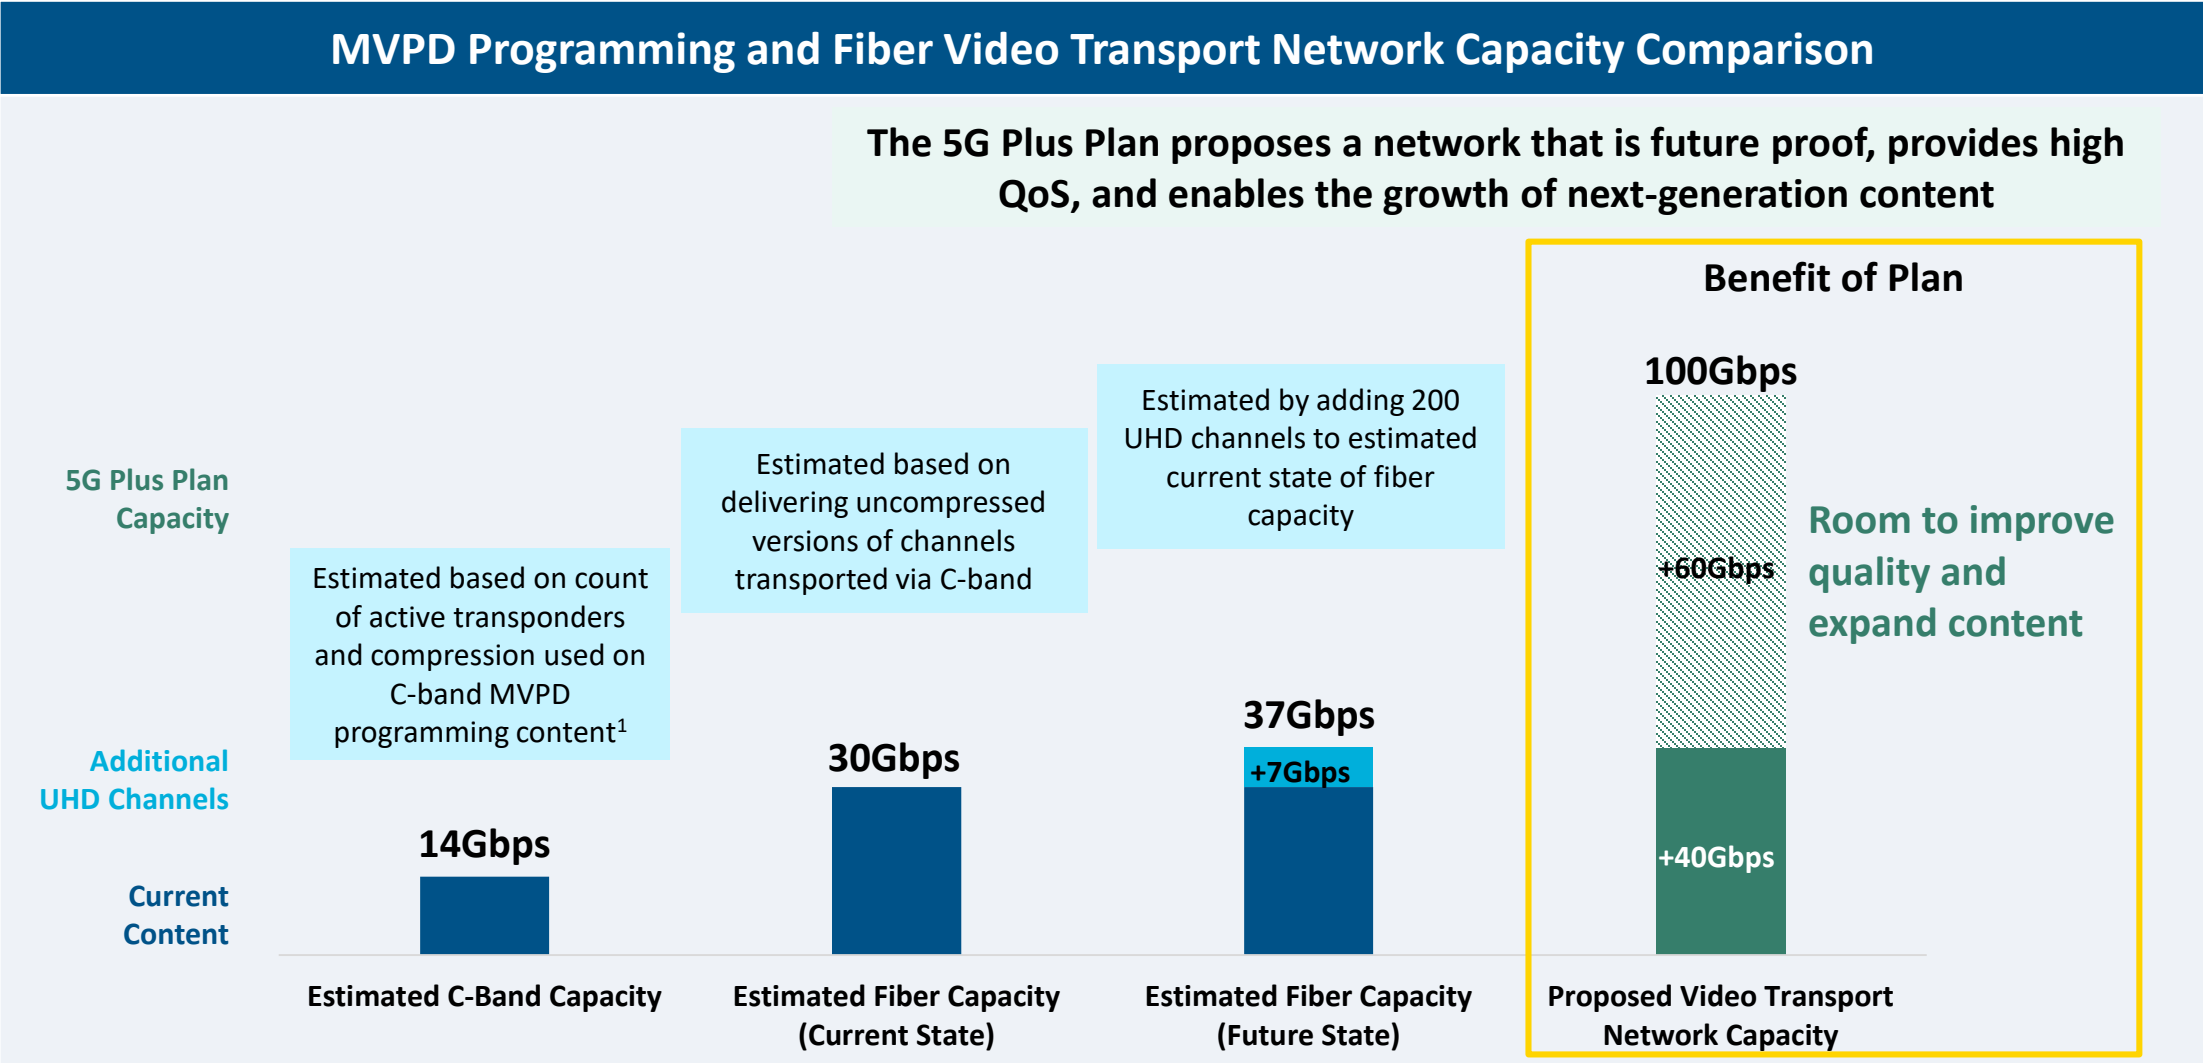 MVPD Programming and Fiber Video Transport Network Capacity Comparison
The 5G Plus Plan proposes a network that is future proof, provides high
QoS, and enables the growth of next-generation content
Benefit of Plan
100Gbps
Estimated by adding 200
UHD channels to estimated
current state of fiber
capacity
Estimated based on
delivering uncompressed
versions of channels
transported via C-band
5G Plus Plan
Capacity
Room to improve
quality and
expand content
+60Gbps
Estimated based on count
of active transponders
and compression used on
C-band MVPD
programming content¹
37Gbps
30Gbps
+7Gbps
Additional
UHD Channels
14Gbps
+40Gbps
Current
Content
Estimated C-Band Capacity
Estimated Fiber Capacity
(Current State)
Estimated Fiber Capacity
(Future State)
Proposed Video Transport
Network Capacity